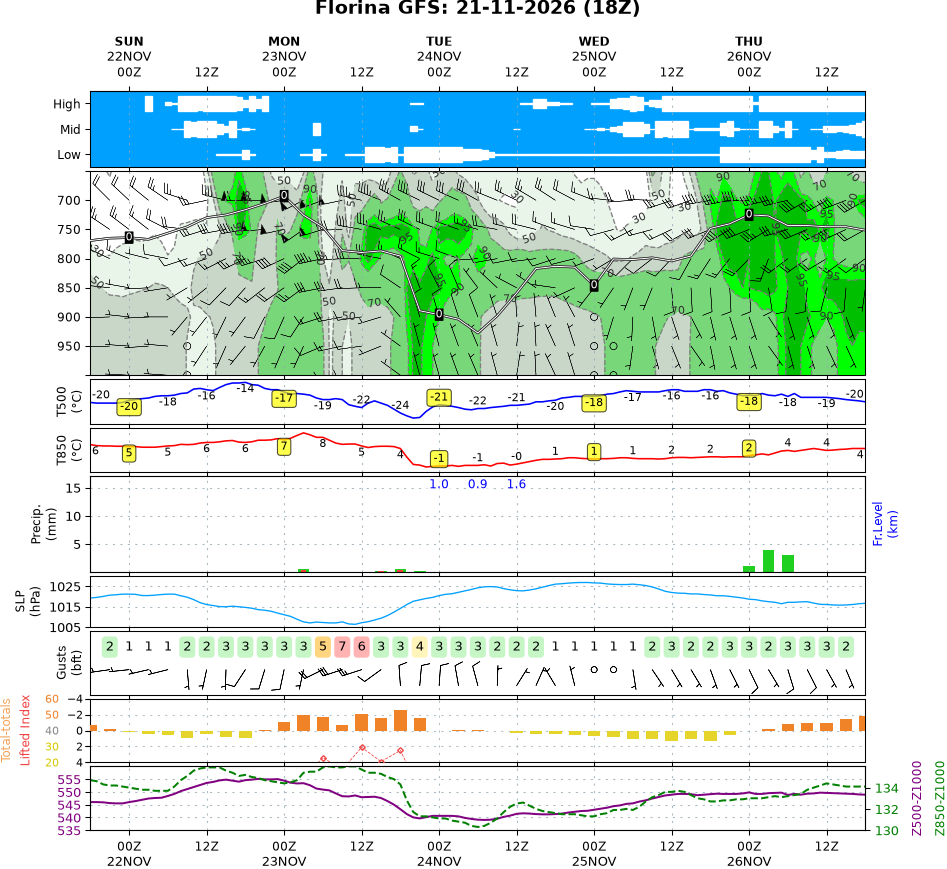 Florina GFS: 21-11-2026 (18Z)
SUN MON TUE WED THU
22NOV 23NOV 24NOV 25NOV 26NOV
00Z 12Z 00Z 12Z 00Z 12Z 00Z 12Z 00Z 12Z
High
Mid
Low
700
750
800
850
900
950
T500 (°C)
-20 -20 -18 -16 -14 -17 -19 -22 -24 -21 -22 -21 -20 -18 -17 -16 -16 -18 -18 -19 -20
T850 (°C)
6 5 5 6 6 7 8 5 4 -1 -1 -0 1 1 1 2 2 2 4 4 4
1.0 0.9 1.6
Precip. (mm)
15
10
5
Fr.Level (km)
SLP (hPa)
1025
1015
1005
Gusts (bft)
2 1 1 1 2 2 3 3 3 3 3 5 7 6 3 3 4 3 3 3 2 2 2 1 1 1 1 1 2 3 2 2 3 3 2 3 3 3 2
Total-totals
Lifted Index
60 −4
50 −2
40 0
30 2
20 4
555
550
545
540
535
134
132
130
Z500-Z1000
Z850-Z1000
00Z 12Z 00Z 12Z 00Z 12Z 00Z 12Z 00Z 12Z
22NOV 23NOV 24NOV 25NOV 26NOV